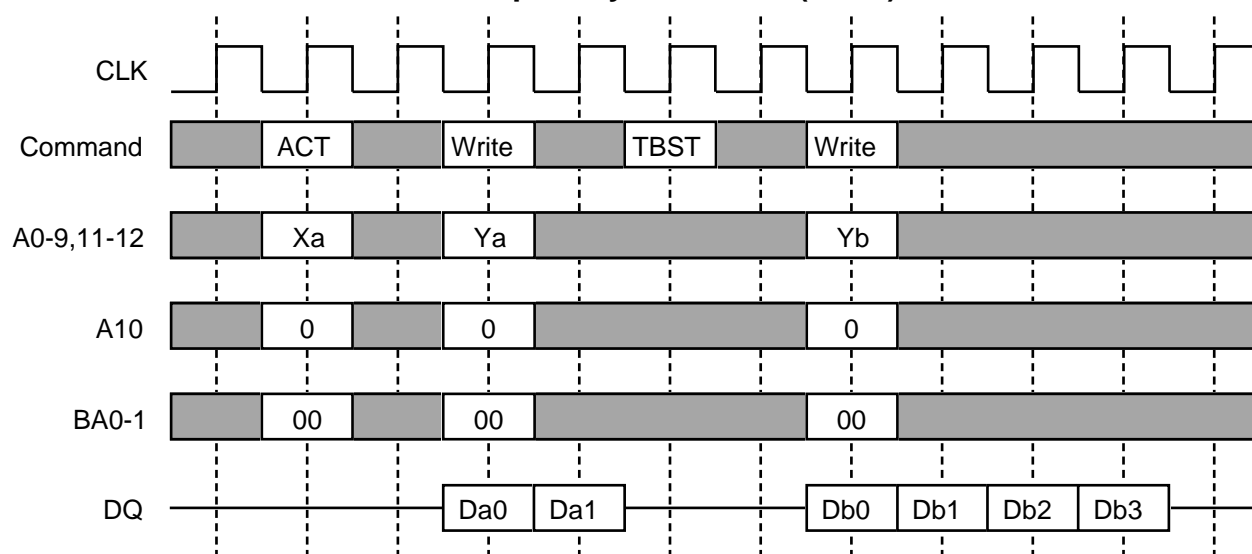 CLK
Command ACT Write TBST Write
A0-9,11-12 Xa Ya Yb
A10 0 0 0
BA0-1 00 00 00
DQ Da0 Da1 Db0 Db1 Db2 Db3